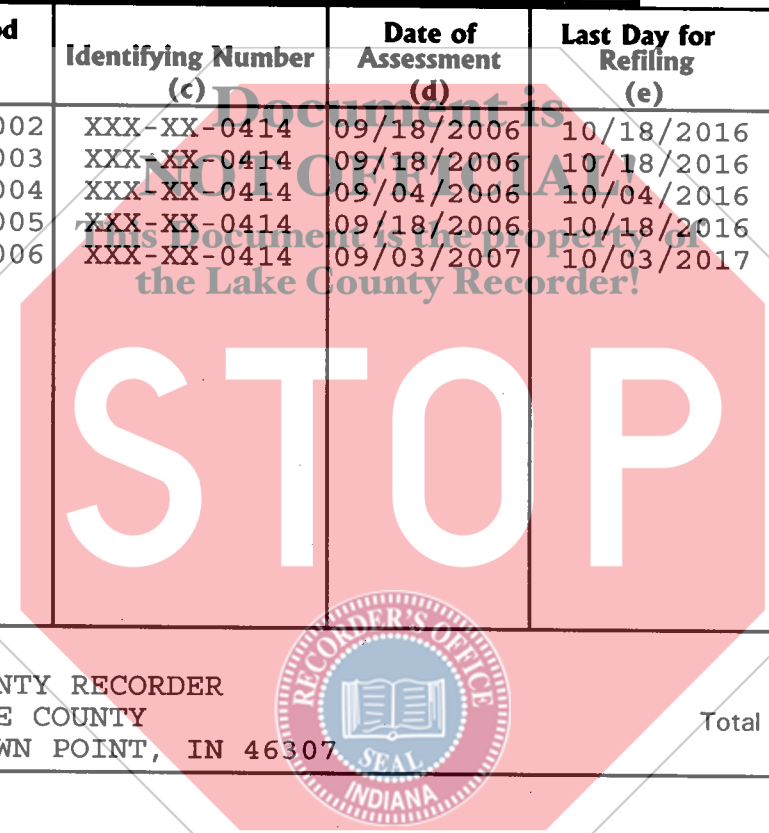 Identifying Number
(c)
Date of
Assessment
(d)
Last Day for
Refiling
(e)
Document is
NOT OFFICIAL!
This Document is the property of
the Lake County Recorder!
002 XXX-XX-0414 09/18/2006 10/18/2016
003 XXX-XX-0414 09/18/2006 10/18/2016
004 XXX-XX-0414 09/04/2006 10/04/2016
005 XXX-XX-0414 09/18/2006 10/18/2016
006 XXX-XX-0414 09/03/2007 10/03/2017
STOP
NTY RECORDER
E COUNTY
WN POINT, IN 46307
Total
RECORDER'S OFFICE
SEAL
INDIANA